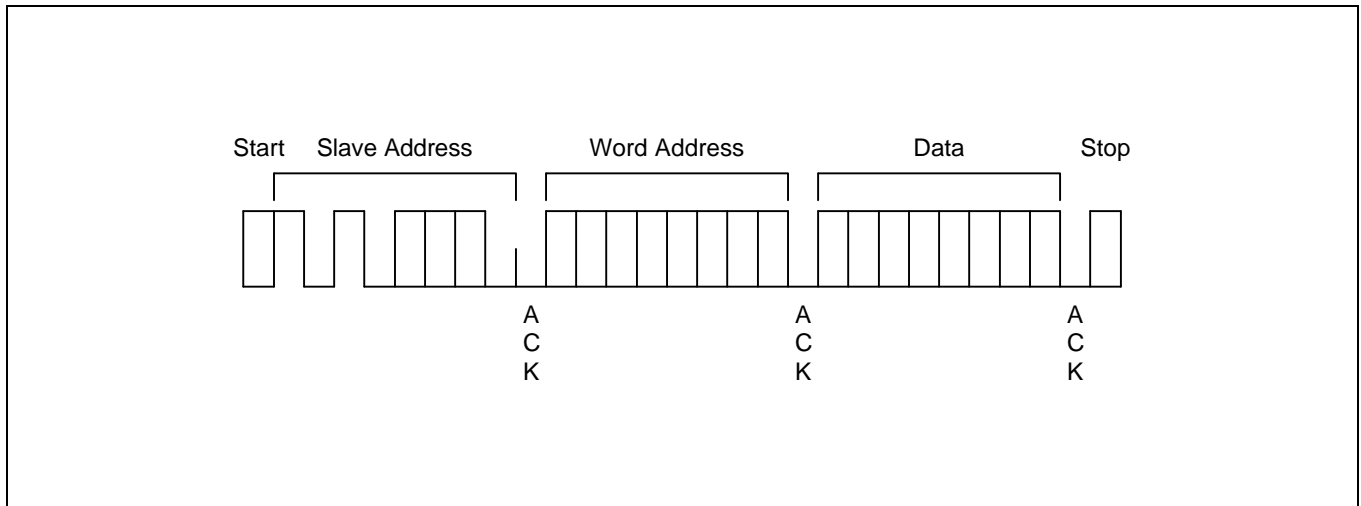 Start Slave Address Word Address Data Stop
A A A
C C C
K K K